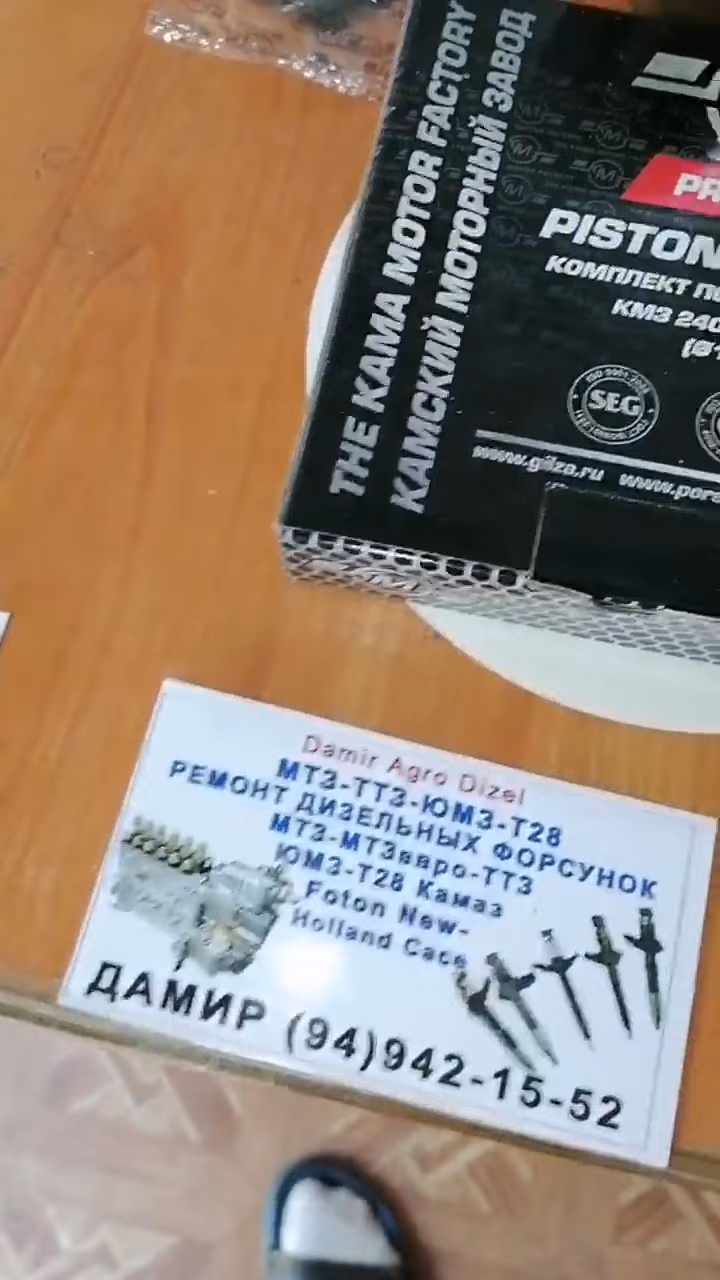 THE KAMA MOTOR FACTORY
КАМСКИЙ МОТОРНЫЙ ЗАВОД
PISTON
КОМПЛЕКТ
КМЗ 240
SEG
www.gilza.ru
Damir Agro Dizel
МТЗ-ТТЗ-ЮМЗ-Т28
РЕМОНТ ДИЗЕЛЬНЫХ ФОРСУНОК
МТЗ-МТЗевро-ТТЗ
ЮМЗ-Т28 Камаз
Foton New-
Holland Cace
ДАМИР (94)942-15-52